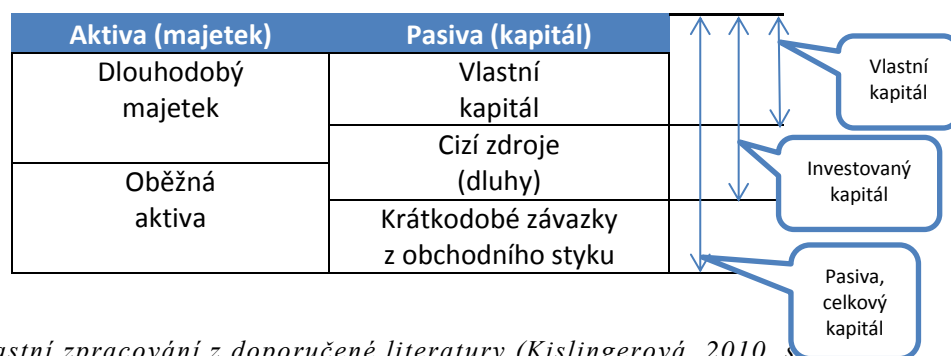 Aktiva (majetek)
Pasiva (kapitál)
Dlouhodobý
majetek
Vlastní
kapitál
Cizí zdroje
(dluhy)
Oběžná
aktiva
Krátkodobé závazky
z obchodního styku
Vlastní
kapitál
Investovaný
kapitál
Pasiva,
celkový
kapitál
zpracování z doporučené literatury (Kislingerová, 2010,